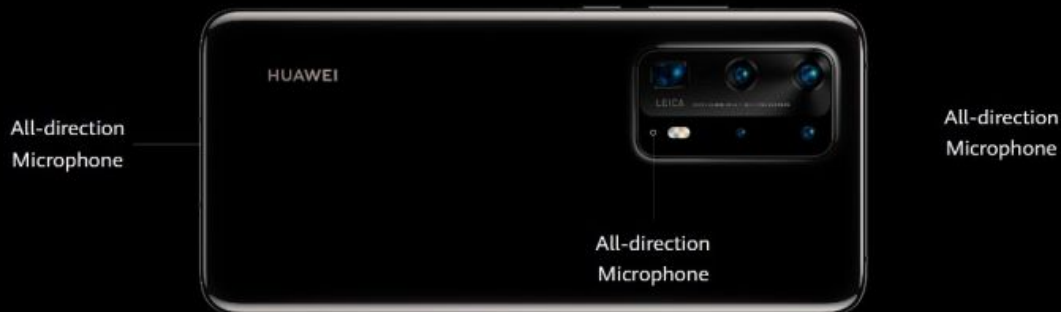 HUAWEI
LEICA
All-direction
Microphone
All-direction
Microphone
All-direction
Microphone